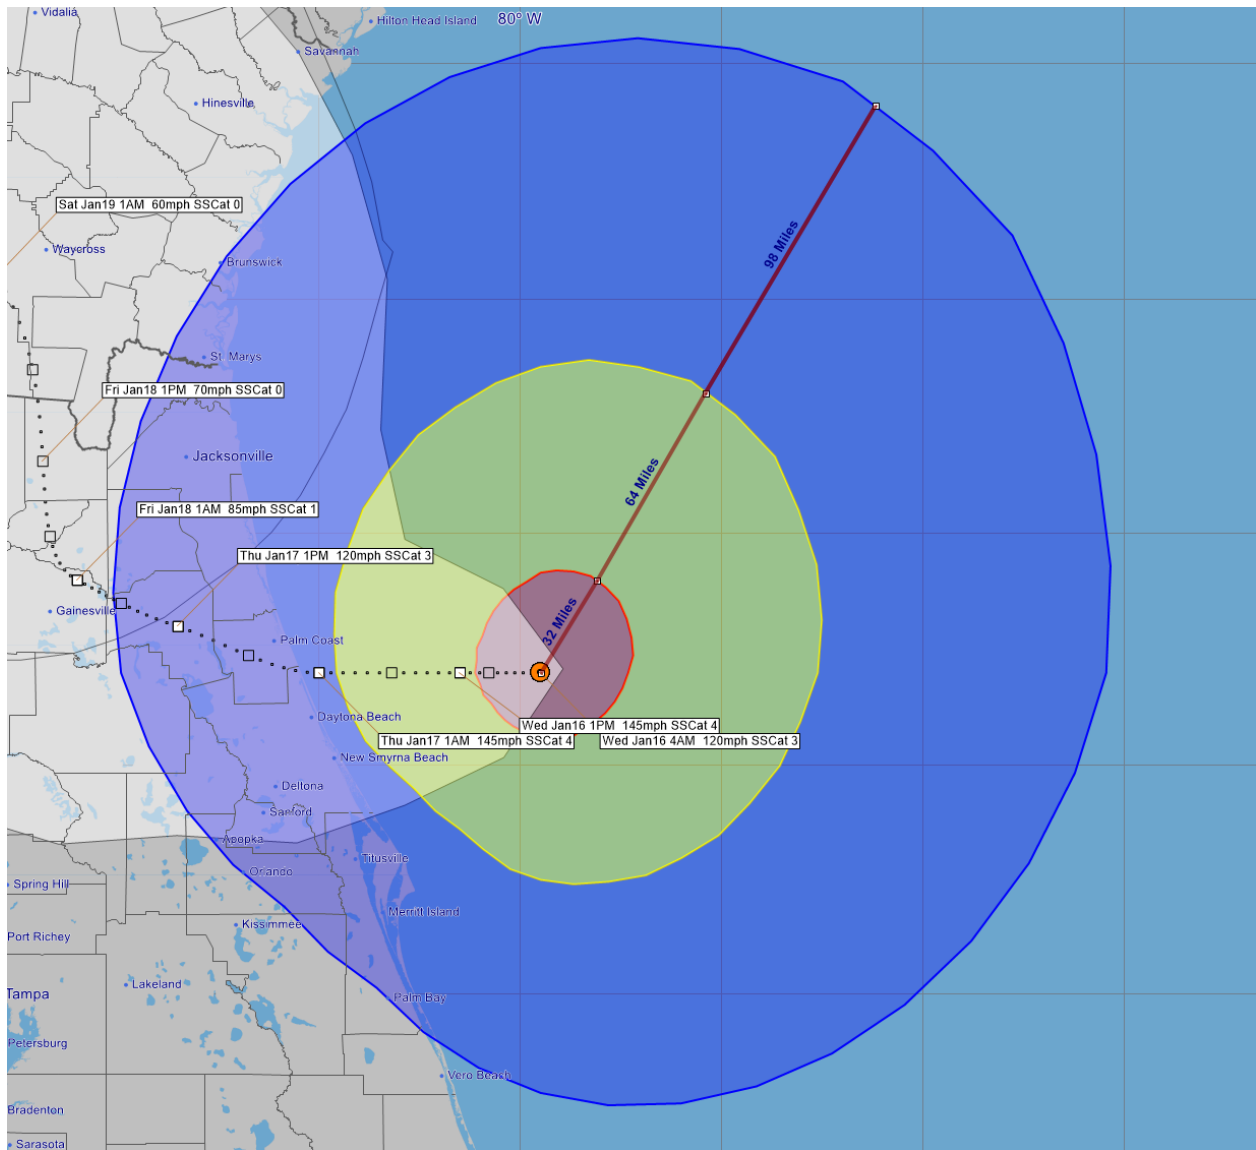 Vidalia
Hilton Head Island
80° W
Savannah
Hinesville
Sat Jan19 1AM 60mph SSCat 0
Waycross
Brunswick
98 Miles
St. Marys
Fri Jan18 1PM 70mph SSCat 0
Jacksonville
64 Miles
Fri Jan18 1AM 85mph SSCat 1
Thu Jan17 1PM 120mph SSCat 3
Gainesville
32 Miles
Palm Coast
Daytona Beach
Wed Jan16 1PM 145mph SSCat 4
Thu Jan17 1AM 145mph SSCat 4
Wed Jan16 4AM 120mph SSCat 3
New Smyrna Beach
Deltona
Sanford
Apopka
Titusville
Orlando
Spring Hill
Merritt Island
Kissimmee
Port Richey
Lakeland
Tampa
Palm Bay
Petersburg
Vero Beach
Bradenton
Sarasota